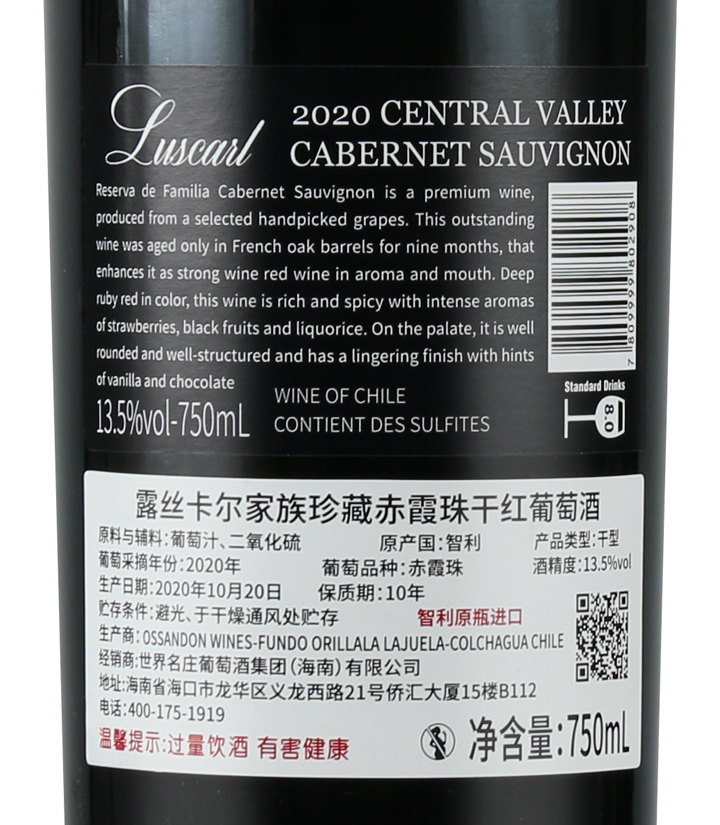 Luscarl
2020 CENTRAL VALLEY
CABERNET SAUVIGNON
Reserva de Familia Cabernet Sauvignon is a premium wine,
produced from a selected handpicked grapes. This outstanding
wine was aged only in French oak barrels for nine months, that
enhances it as strong wine red wine in aroma and mouth. Deep
ruby red in color, this wine is rich and spicy with intense aromas
of strawberries, black fruits and liquorice. On the palate, it is well
rounded and well-structured and has a lingering finish with hints
of vanilla and chocolate
7 809999 802908
13.5%vol-750mL
WINE OF CHILE
CONTIENT DES SULFITES
Standard Drinks
8.0
露丝卡尔家族珍藏赤霞珠干红葡萄酒
原料与辅料:葡萄汁、二氧化硫 原产国:智利 产品类型:干型
葡萄采摘年份:2020年 葡萄品种:赤霞珠 酒精度:13.5%vol
生产日期:2020年10月20日 保质期:10年
贮存条件:避光、于干燥通风处贮存 智利原瓶进口
生产商:OSSANDON WINES-FUNDO ORILLALA LAJUELA-COLCHAGUA CHILE
经销商:世界名庄葡萄酒集团(海南)有限公司
地址:海南省海口市龙华区义龙西路21号侨汇大厦15楼B112
电话:400-175-1919
温馨提示:过量饮酒 有害健康
净含量:750mL